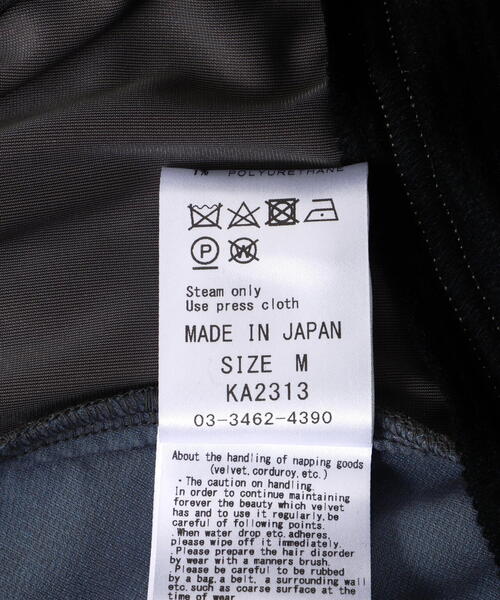 1% POLYURETHANE
P W
Steam only
Use press cloth
MADE IN JAPAN
SIZE M
KA2313
03-3462-4390
About the handling of napping goods
(velvet, corduroy, etc.)
・The caution on handling.
In order to continue maintaining
forever the beauty which velvet
has and to use it regularly, be
careful of following points.
.When water drop etc. adheres,
please wipe off it immediately.
.Please prepare the hair disorder
by wear with a manners brush.
.Please be careful to be rubbed
by a bag, a belt, a surrounding wall
etc. such as coarse surface at the
time of wear